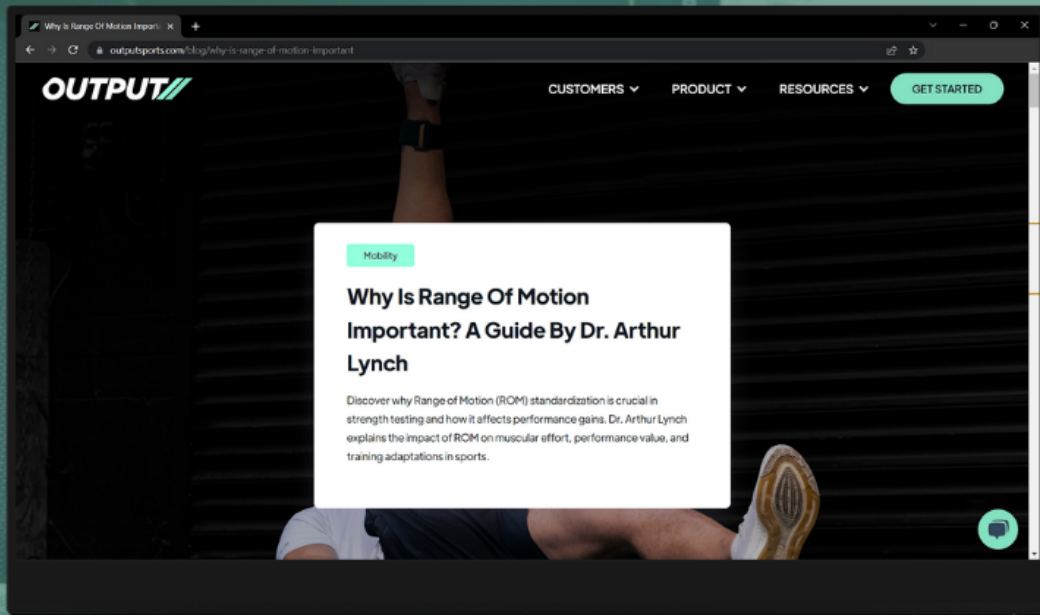 Why Is Range Of Motion Import
outputsports.com/blog/why-is-range-of-motion-important
OUTPUT
CUSTOMERS
PRODUCT
RESOURCES
GET STARTED
Mobility
Why Is Range Of Motion
Important? A Guide By Dr. Arthur
Lynch
Discover why Range of Motion (ROM) standardization is crucial in
strength testing and how it affects performance gains. Dr. Arthur Lynch
explains the impact of ROM on muscular effort, performance value, and
training adaptations in sports.